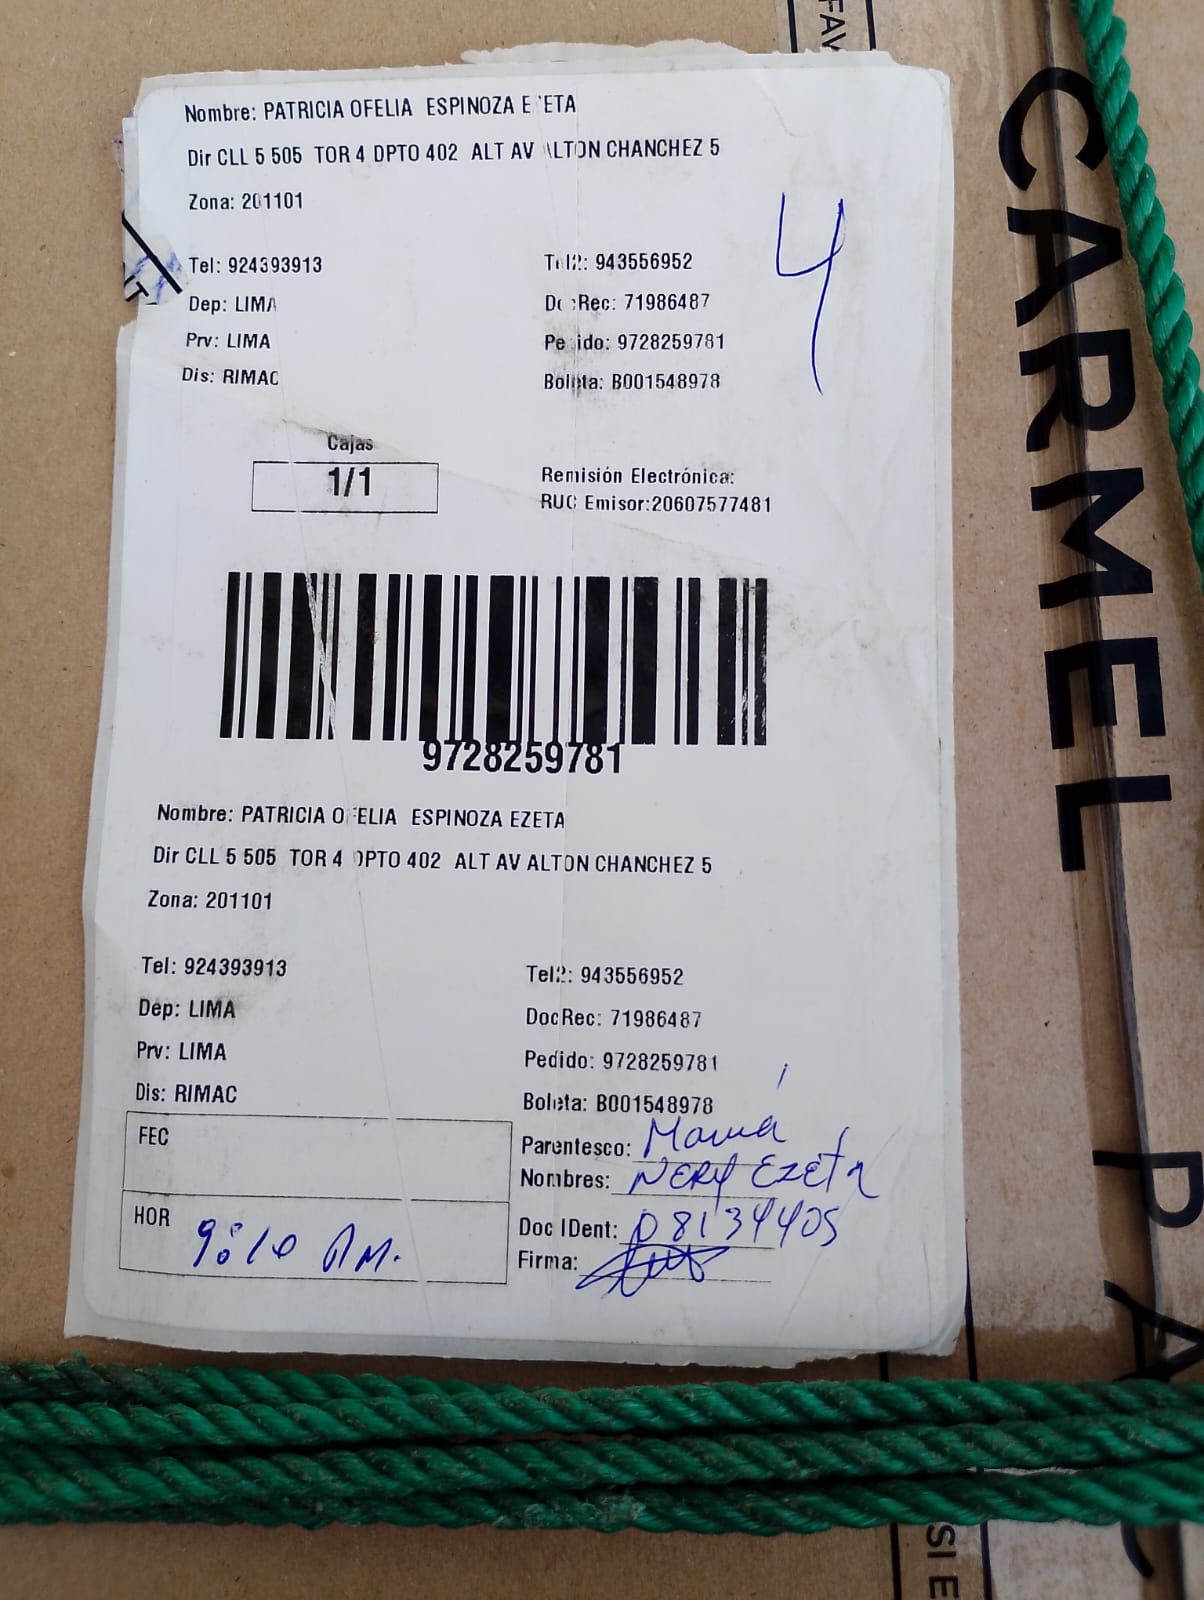 Nombre: PATRICIA OFELIA ESPINOZA E ETA
Dir CLL 5 505 TOR 4 DPTO 402 ALT AV ALTON CHANCHEZ 5
Zona: 201101
4
Tel: 924393913 Tel2: 943556952
Dep: LIMA DocRec: 71986487
Prv: LIMA Pedido: 9728259781
Dis: RIMAC Boleta: B001548978
Cajas
1/1
Remisión Electrónica:
RUC Emisor:20607577481
9728259781
Nombre: PATRICIA OFELIA ESPINOZA EZETA
Dir CLL 5 505 TOR 4 DPTO 402 ALT AV ALTON CHANCHEZ 5
Zona: 201101
Tel: 924393913 Tel2: 943556952
Dep: LIMA DocRec: 71986487
Prv: LIMA Pedido: 9728259781
Dis: RIMAC Boleta: B001548978
FEC
Parentesco: Mamá
Nombres: NERY EZETA
HOR 9:10 AM.
Doc IDent: 08134405
Firma:
CARMEL
PA
FAV
SI E